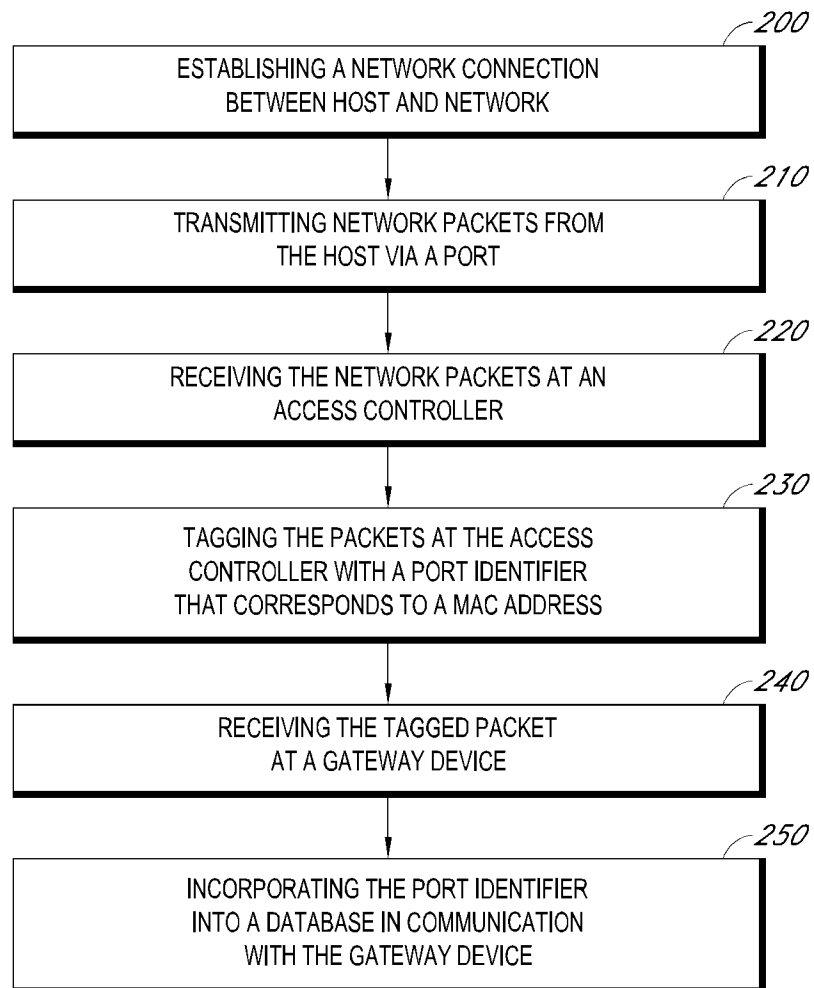 200
ESTABLISHING A NETWORK CONNECTION
BETWEEN HOST AND NETWORK
210
TRANSMITTING NETWORK PACKETS FROM
THE HOST VIA A PORT
220
RECEIVING THE NETWORK PACKETS AT AN
ACCESS CONTROLLER
230
TAGGING THE PACKETS AT THE ACCESS
CONTROLLER WITH A PORT IDENTIFIER
THAT CORRESPONDS TO A MAC ADDRESS
240
RECEIVING THE TAGGED PACKET
AT A GATEWAY DEVICE
250
INCORPORATING THE PORT IDENTIFIER
INTO A DATABASE IN COMMUNICATION
WITH THE GATEWAY DEVICE